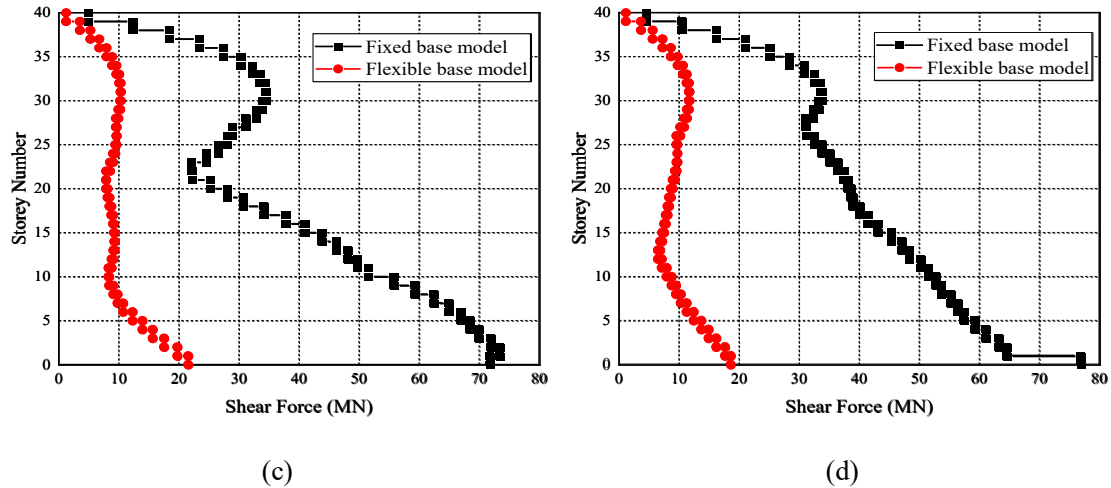 40
35
30
25
20
15
10
5
0
Storey Number
Fixed base model
Flexible base model
0 10 20 30 40 50 60 70 80
Shear Force (MN)
(c)
40
35
30
25
20
15
10
5
0
Storey Number
Fixed base model
Flexible base model
0 10 20 30 40 50 60 70 80
Shear Force (MN)
(d)